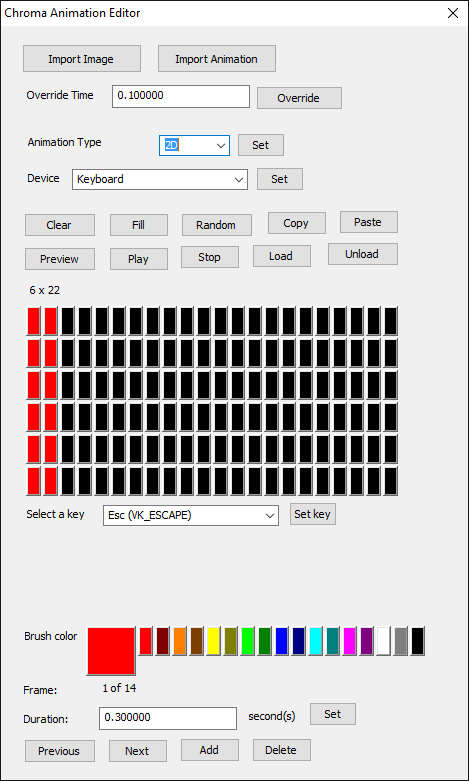 Chroma Animation Editor
Import Image Import Animation
Override Time 0.100000 Override
Animation Type 2D Set
Device Keyboard Set
Clear Fill Random Copy Paste
Preview Play Stop Load Unload
6 x 22
Select a key Esc (VK_ESCAPE) Set key
Brush color
Frame: 1 of 14
Duration: 0.300000 second(s) Set
Previous Next Add Delete